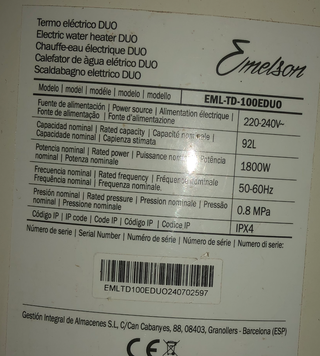 Termo eléctrico DUO
Electric water heater DUO
Chauffe-eau électrique DUO
Calefator de àgua elétrico DUO
Scaldabagno elettrico DUO
Emelson
Modelo | model | modèle | modelo | modello
EML-TD-100EDUO
Fuente de alimentación | Power source | Alimentation électrique |
Fonte de alimentação | Fonte d'alimentazione
220-240V~
Capacidad nominal | Rated capacity | Capacité nominale |
Capacidade nominal | Capienza stimata
92L
Potencia nominal | Rated power | Puissance nominale | Potência
nominal | Potenza nominale
1800W
Frecuencia nominal | Rated frequency | Fréquence nominale
Frequência nominal | Frequenza nominale
50-60Hz
Presión nominal | Rated pressure | Pression nominale | Pressão
nominal | Pressione nominale
0.8 MPa
Código IP | IP code | Code IP | Código IP | Codice IP
IPX4
Número de serie | Serial Number | Numéro de série | Número de série | Numero di serie:
EMLTD100EDUO240702597
Gestión Integral de Almacenes S.L, C/Can Cabanyes, 88, 08403, Granollers - Barcelona (ESP)
CE